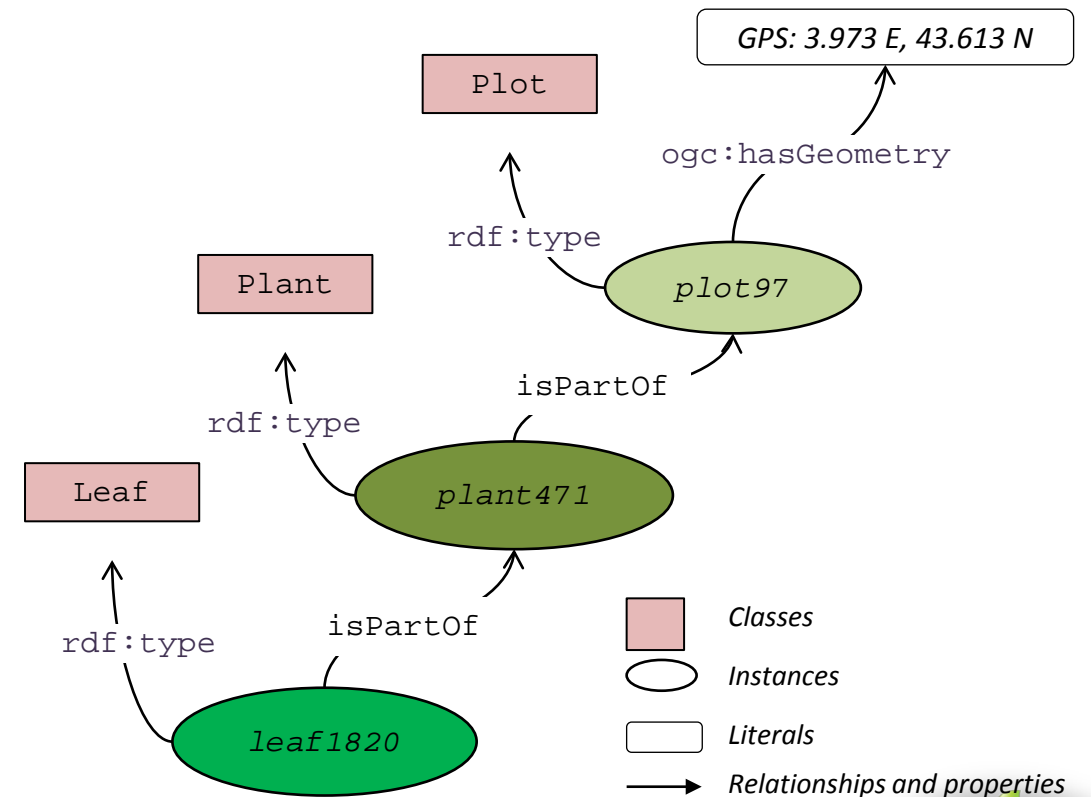 GPS: 3.973 E, 43.613 N
Plot
ogc:hasGeometry
rdf:type
Plant
plot97
isPartOf
rdf:type
Leaf
plant471
Classes
isPartOf
rdf:type
Instances
leaf1820
Literals
Relationships and properties